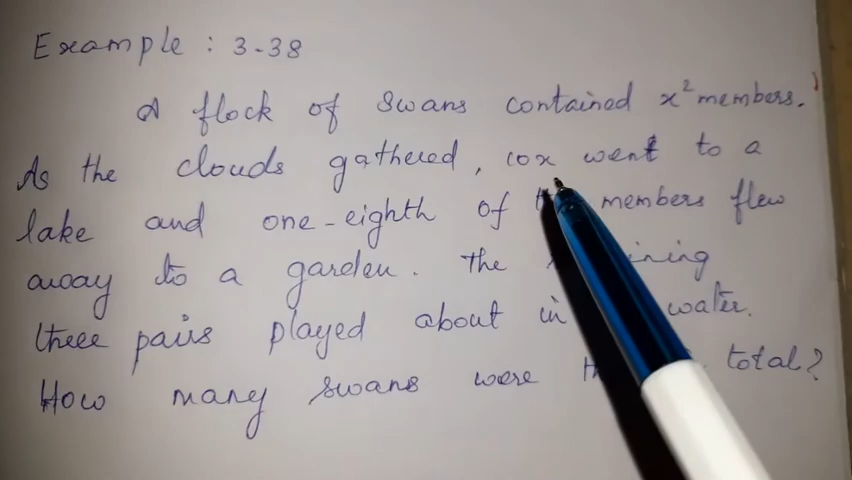 Example : 3.38
A flock of swans contained x² members.
As the clouds gathered, 10x went to a
lake and one-eighth of members flew
away to a garden. The
three pairs played about in water.
How many swans were total?